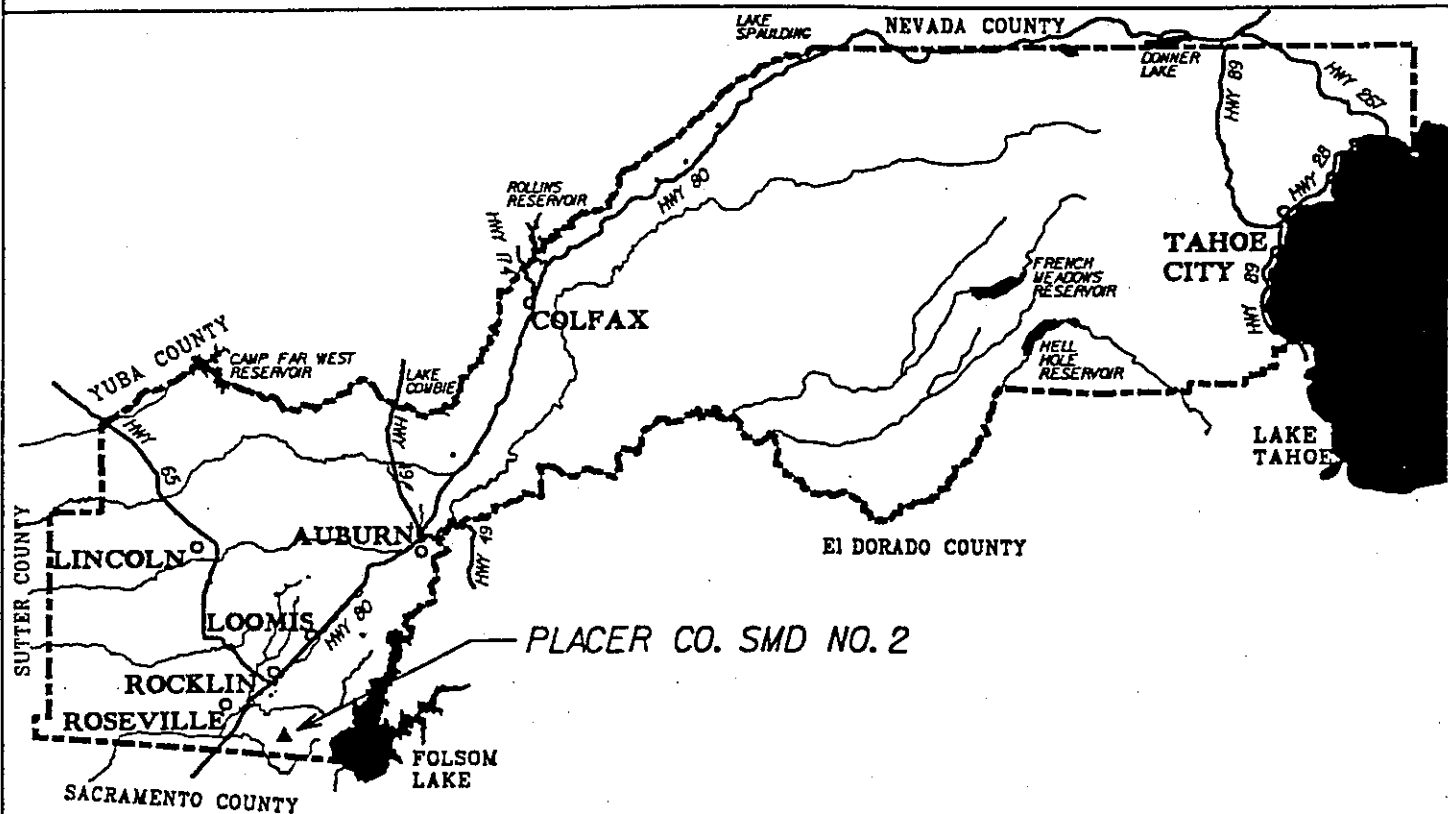 LAKE
SPAULDING
NEVADA COUNTY
DONNER
LAKE
HWY 89
HWY 267
HWY 28
ROLLINS
RESERVOIR
HWY 80
HWY 174
TAHOE
CITY
HWY 89
FRENCH
MEADOWS
RESERVOIR
COLFAX
HELL
HOLE
RESERVOIR
YUBA COUNTY
CAMP FAR WEST
RESERVOIR
LAKE
COMBIE
HWY 65
HWY 49
LAKE
TAHOE
SUTTER COUNTY
AUBURN
HWY 49
El DORADO COUNTY
LINCOLN
LOOMIS
HWY 80
PLACER CO. SMD NO. 2
ROCKLIN
ROSEVILLE
FOLSOM
LAKE
SACRAMENTO COUNTY